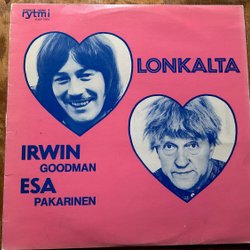 rytmi
LONKALTA
IRWIN
GOODMAN
ESA
PAKARINEN